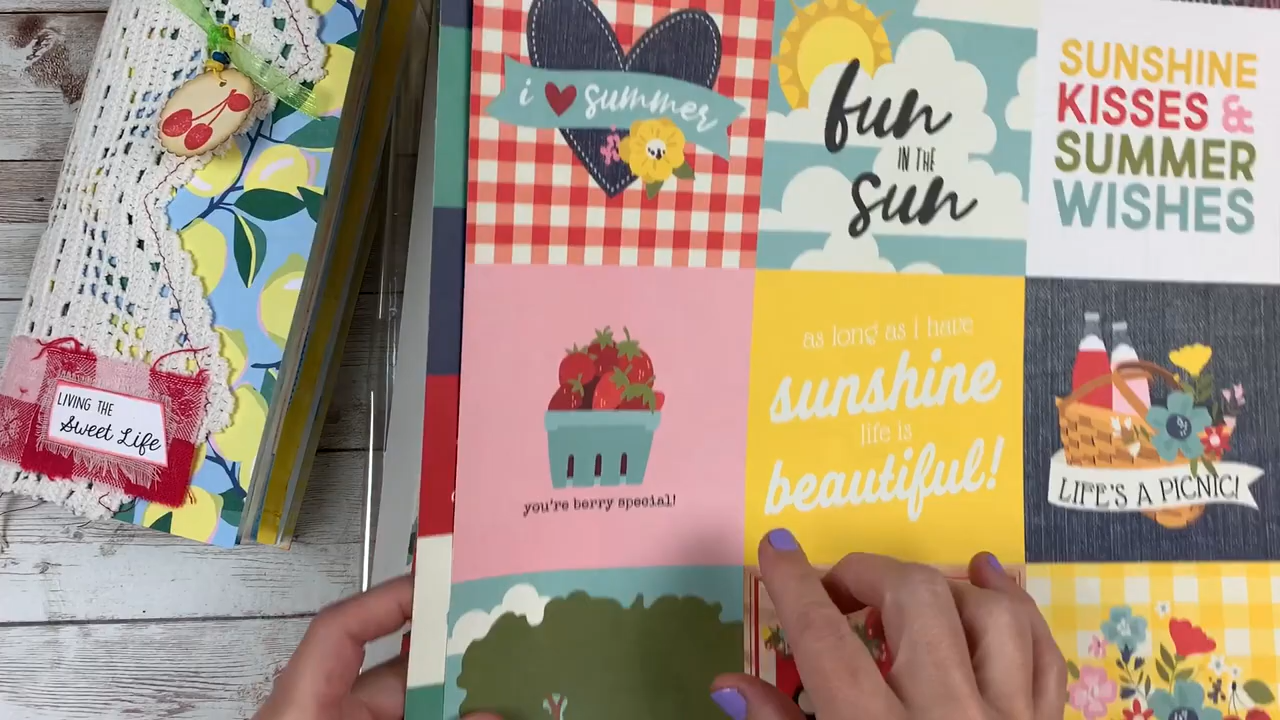 LIVING THE
Sweet Life
i summer
fun
IN THE
sun
SUNSHINE
KISSES &
SUMMER
WISHES
you're berry special!
as long as i have
sunshine
life is
beautiful!
LIFE'S A PICNIC!